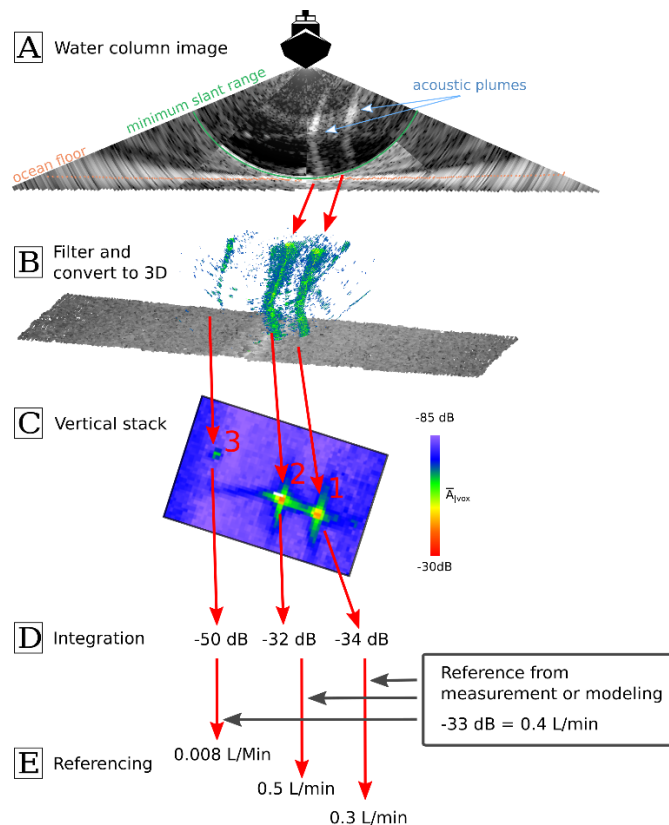 A Water column image
minimum slant range
acoustic plumes
ocean floor
B Filter and
convert to 3D
C Vertical stack
-85 dB
3
2
1
A|vox
-30dB
D Integration
-50 dB -32 dB -34 dB
Reference from
measurement or modeling
-33 dB = 0.4 L/min
E Referencing
0.008 L/Min
0.5 L/min
0.3 L/min